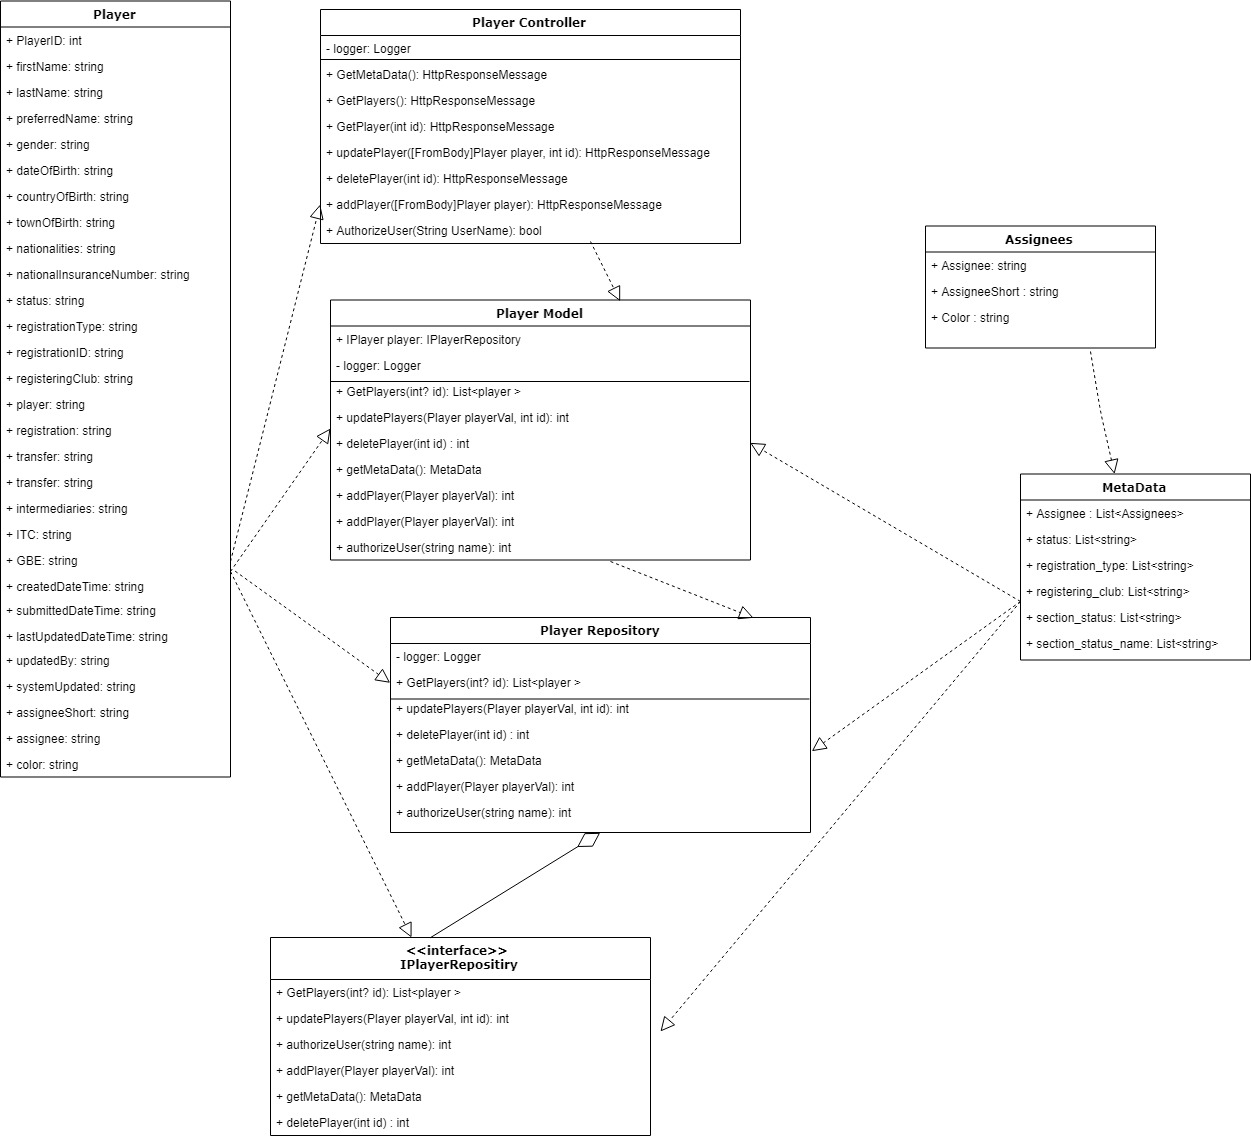 Player
+ PlayerID: int
+ firstName: string
+ lastName: string
+ preferredName: string
+ gender: string
+ dateOfBirth: string
+ countryOfBirth: string
+ townOfBirth: string
+ nationalities: string
+ nationalInsuranceNumber: string
+ status: string
+ registrationType: string
+ registrationID: string
+ registeringClub: string
+ player: string
+ registration: string
+ transfer: string
+ transfer: string
+ intermediaries: string
+ ITC: string
+ GBE: string
+ createdDateTime: string
+ submittedDateTime: string
+ lastUpdatedDateTime: string
+ updatedBy: string
+ systemUpdated: string
+ assigneeShort: string
+ assignee: string
+ color: string
Player Controller
- logger: Logger
+ GetMetaData(): HttpResponseMessage
+ GetPlayers(): HttpResponseMessage
+ GetPlayer(int id): HttpResponseMessage
+ updatePlayer([FromBody]Player player, int id): HttpResponseMessage
+ deletePlayer(int id): HttpResponseMessage
+ addPlayer([FromBody]Player player): HttpResponseMessage
+ AuthorizeUser(String UserName): bool
Player Model
+ IPlayer player: IPlayerRepository
- logger: Logger
+ GetPlayers(int? id): List<player >
+ updatePlayers(Player playerVal, int id): int
+ deletePlayer(int id) : int
+ getMetaData(): MetaData
+ addPlayer(Player playerVal): int
+ addPlayer(Player playerVal): int
+ authorizeUser(string name): int
Player Repository
- logger: Logger
+ GetPlayers(int? id): List<player >
+ updatePlayers(Player playerVal, int id): int
+ deletePlayer(int id) : int
+ getMetaData(): MetaData
+ addPlayer(Player playerVal): int
+ authorizeUser(string name): int
<<interface>>
IPlayerRepositiry
+ GetPlayers(int? id): List<player >
+ updatePlayers(Player playerVal, int id): int
+ authorizeUser(string name): int
+ addPlayer(Player playerVal): int
+ getMetaData(): MetaData
+ deletePlayer(int id) : int
Assignees
+ Assignee: string
+ AssigneeShort : string
+ Color : string
MetaData
+ Assignee : List<Assignees>
+ status: List<string>
+ registration_type: List<string>
+ registering_club: List<string>
+ section_status: List<string>
+ section_status_name: List<string>